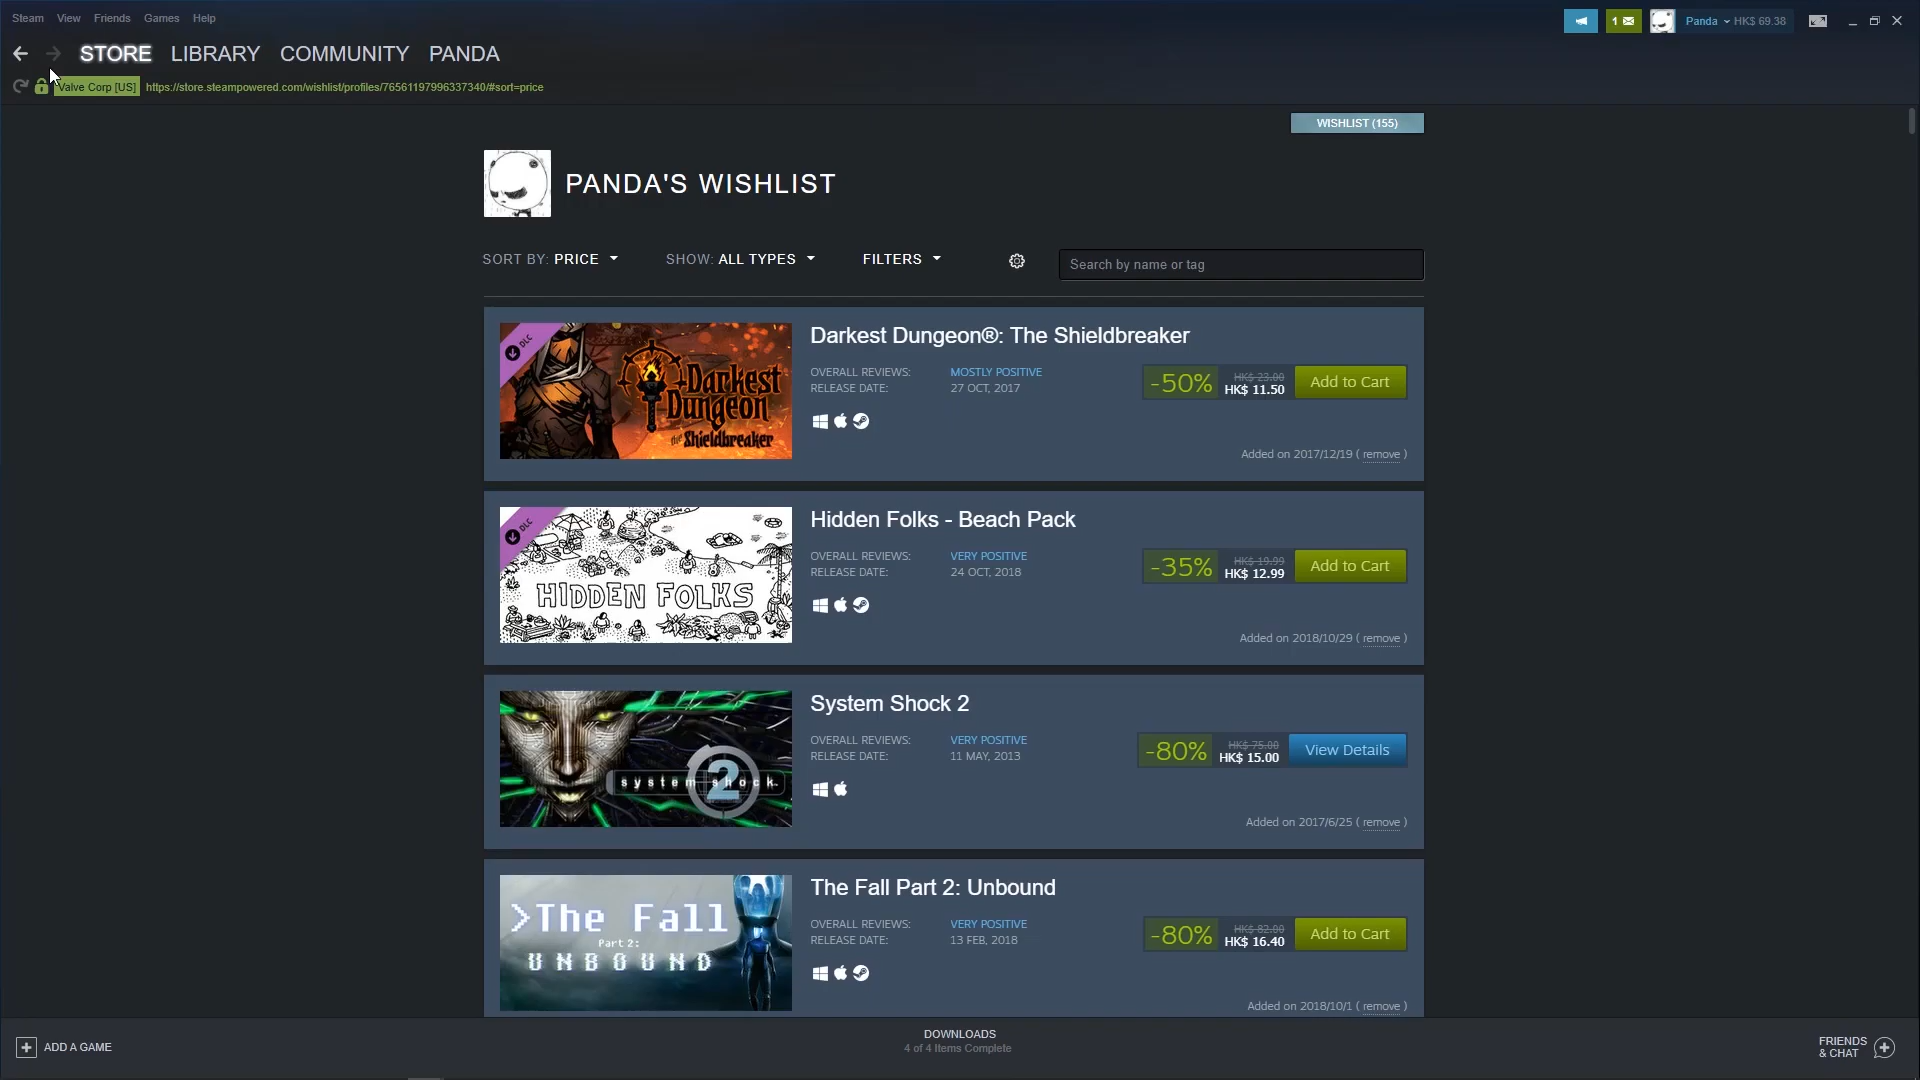 Steam View Friends Games Help
1 Panda HK$ 69.38
STORE LIBRARY COMMUNITY PANDA
Valve Corp [US] https://store.steampowered.com/wishlist/profiles/76561197996337340/#sort=price
WISHLIST (155)
PANDA'S WISHLIST
SORT BY: PRICE SHOW: ALL TYPES FILTERS Search by name or tag
DLC
Darkest Dungeon the Shieldbreaker
Darkest Dungeon®: The Shieldbreaker
OVERALL REVIEWS: MOSTLY POSITIVE
RELEASE DATE: 27 OCT, 2017
-50% HK$ 23.00 HK$ 11.50 Add to Cart
Added on 2017/12/19 ( remove )
DLC
HIDDEN FOLKS
Hidden Folks - Beach Pack
OVERALL REVIEWS: VERY POSITIVE
RELEASE DATE: 24 OCT, 2018
-35% HK$ 19.99 HK$ 12.99 Add to Cart
Added on 2018/10/29 ( remove )
system shock 2
System Shock 2
OVERALL REVIEWS: VERY POSITIVE
RELEASE DATE: 11 MAY, 2013
-80% HK$ 75.00 HK$ 15.00 View Details
Added on 2017/6/25 ( remove )
>The Fall
Part 2:
UNBOUND
The Fall Part 2: Unbound
OVERALL REVIEWS: VERY POSITIVE
RELEASE DATE: 13 FEB, 2018
-80% HK$ 82.00 HK$ 16.40 Add to Cart
Added on 2018/10/1 ( remove )
ADD A GAME
DOWNLOADS
4 of 4 Items Complete
FRIENDS
& CHAT